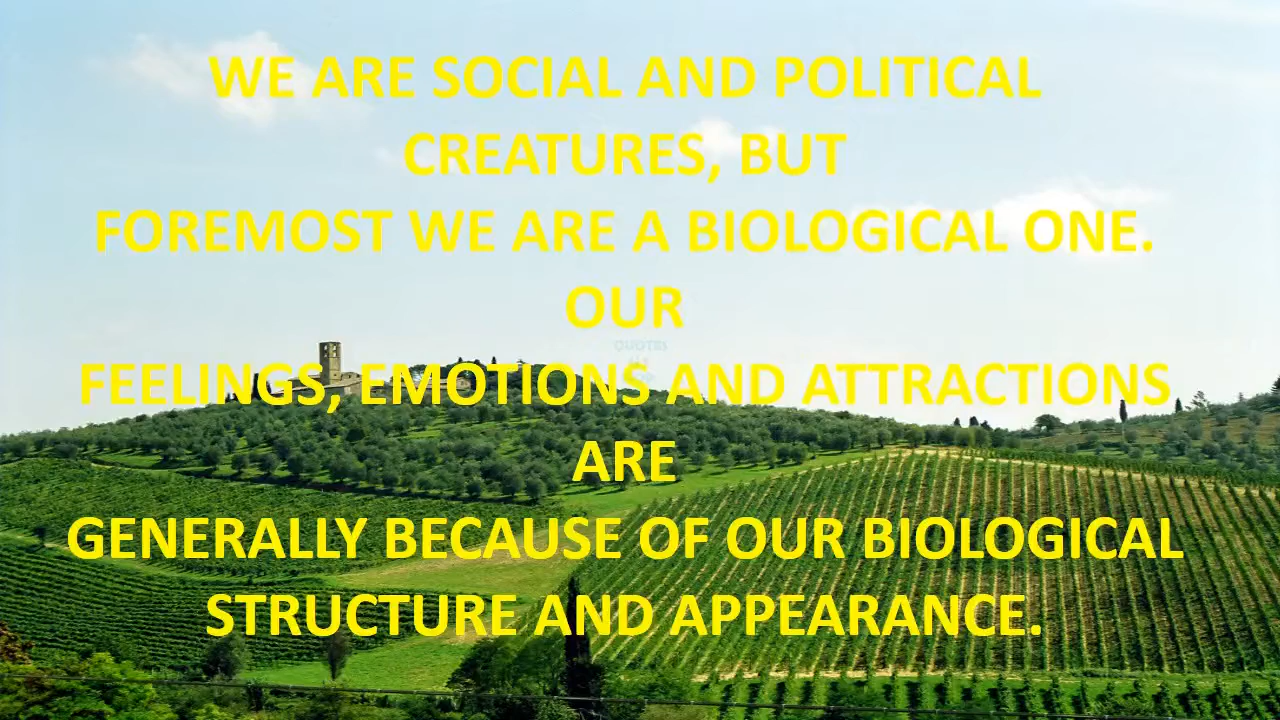 WE ARE SOCIAL AND POLITICAL
CREATURES, BUT
FOREMOST WE ARE A BIOLOGICAL ONE.
OUR
QUOTES
FEELINGS, EMOTIONS AND ATTRACTIONS
ARE
GENERALLY BECAUSE OF OUR BIOLOGICAL
STRUCTURE AND APPEARANCE.